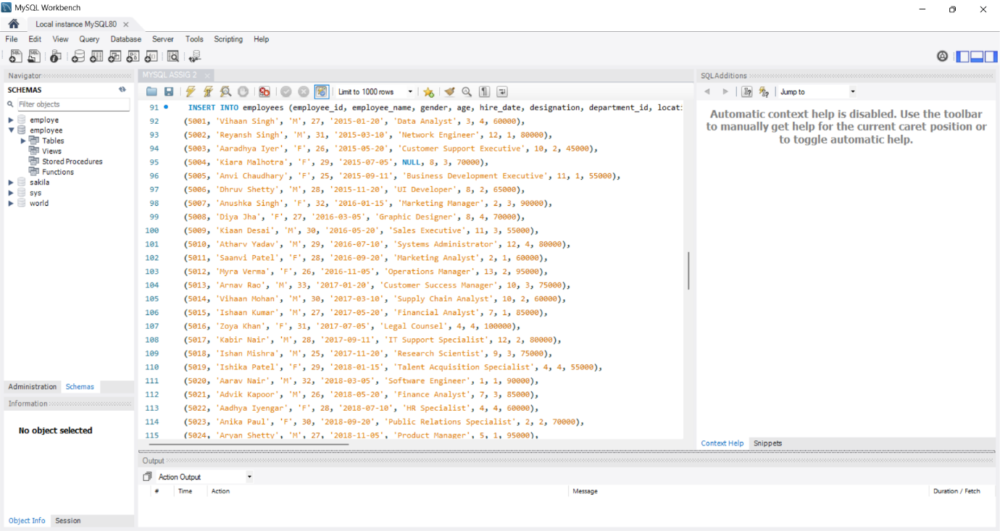 MySQL Workbench
Local instance MySQL80
File Edit View Query Database Server Tools Scripting Help
Navigator
SCHEMAS
Filter objects
employe
employee
Tables
Views
Stored Procedures
Functions
sakila
sys
world
Administration Schemas
Information
No object selected
Object Info Session
MYSQL ASSIG 2
Limit to 1000 rows
91 INSERT INTO employees (employee_id, employee_name, gender, age, hire_date, designation, department_id, locati
92 (5001, 'Vihaan Singh', 'M', 27, '2015-01-20', 'Data Analyst', 3, 4, 60000),
93 (5002, 'Reyansh Singh', 'M', 31, '2015-03-10', 'Network Engineer', 12, 1, 80000),
94 (5003, 'Aaradhya Iyer', 'F', 26, '2015-05-20', 'Customer Support Executive', 10, 2, 45000),
95 (5004, 'Kiara Malhotra', 'F', 29, '2015-07-05', NULL, 8, 3, 70000),
96 (5005, 'Anvi Chaudhary', 'F', 25, '2015-09-11', 'Business Development Executive', 11, 1, 55000),
97 (5006, 'Dhruv Shetty', 'M', 28, '2015-11-20', 'UI Developer', 8, 2, 65000),
98 (5007, 'Anushka Singh', 'F', 32, '2016-01-15', 'Marketing Manager', 2, 3, 90000),
99 (5008, 'Diya Jha', 'F', 27, '2016-03-05', 'Graphic Designer', 8, 4, 70000),
100 (5009, 'Kiaan Desai', 'M', 30, '2016-05-20', 'Sales Executive', 11, 3, 55000),
101 (5010, 'Atharv Yadav', 'M', 29, '2016-07-10', 'Systems Administrator', 12, 4, 80000),
102 (5011, 'Saanvi Patel', 'F', 28, '2016-09-20', 'Marketing Analyst', 2, 1, 60000),
103 (5012, 'Myra Verma', 'F', 26, '2016-11-05', 'Operations Manager', 13, 2, 95000),
104 (5013, 'Arnav Rao', 'M', 33, '2017-01-20', 'Customer Success Manager', 10, 3, 75000),
105 (5014, 'Vihaan Mohan', 'M', 30, '2017-03-10', 'Supply Chain Analyst', 10, 2, 60000),
106 (5015, 'Ishaan Kumar', 'M', 27, '2017-05-20', 'Financial Analyst', 7, 1, 85000),
107 (5016, 'Zoya Khan', 'F', 31, '2017-07-05', 'Legal Counsel', 4, 4, 100000),
108 (5017, 'Kabir Nair', 'M', 28, '2017-09-11', 'IT Support Specialist', 12, 2, 80000),
109 (5018, 'Ishan Mishra', 'M', 25, '2017-11-20', 'Research Scientist', 9, 3, 75000),
110 (5019, 'Ishika Patel', 'F', 29, '2018-01-15', 'Talent Acquisition Specialist', 4, 4, 55000),
111 (5020, 'Aarav Nair', 'M', 32, '2018-03-05', 'Software Engineer', 1, 1, 90000),
112 (5021, 'Advik Kapoor', 'M', 26, '2018-05-20', 'Finance Analyst', 7, 3, 85000),
113 (5022, 'Aadhya Iyengar', 'F', 28, '2018-07-10', 'HR Specialist', 4, 4, 60000),
114 (5023, 'Anika Paul', 'F', 30, '2018-09-20', 'Public Relations Specialist', 2, 2, 70000),
115 (5024, 'Aryan Shetty', 'M', 27, '2018-11-05', 'Product Manager', 5, 1, 95000),
SQLAdditions
Jump to
Automatic context help is disabled. Use the toolbar
to manually get help for the current caret position or
to toggle automatic help.
Context Help Snippets
Output
Action Output
# Time Action Message Duration / Fetch